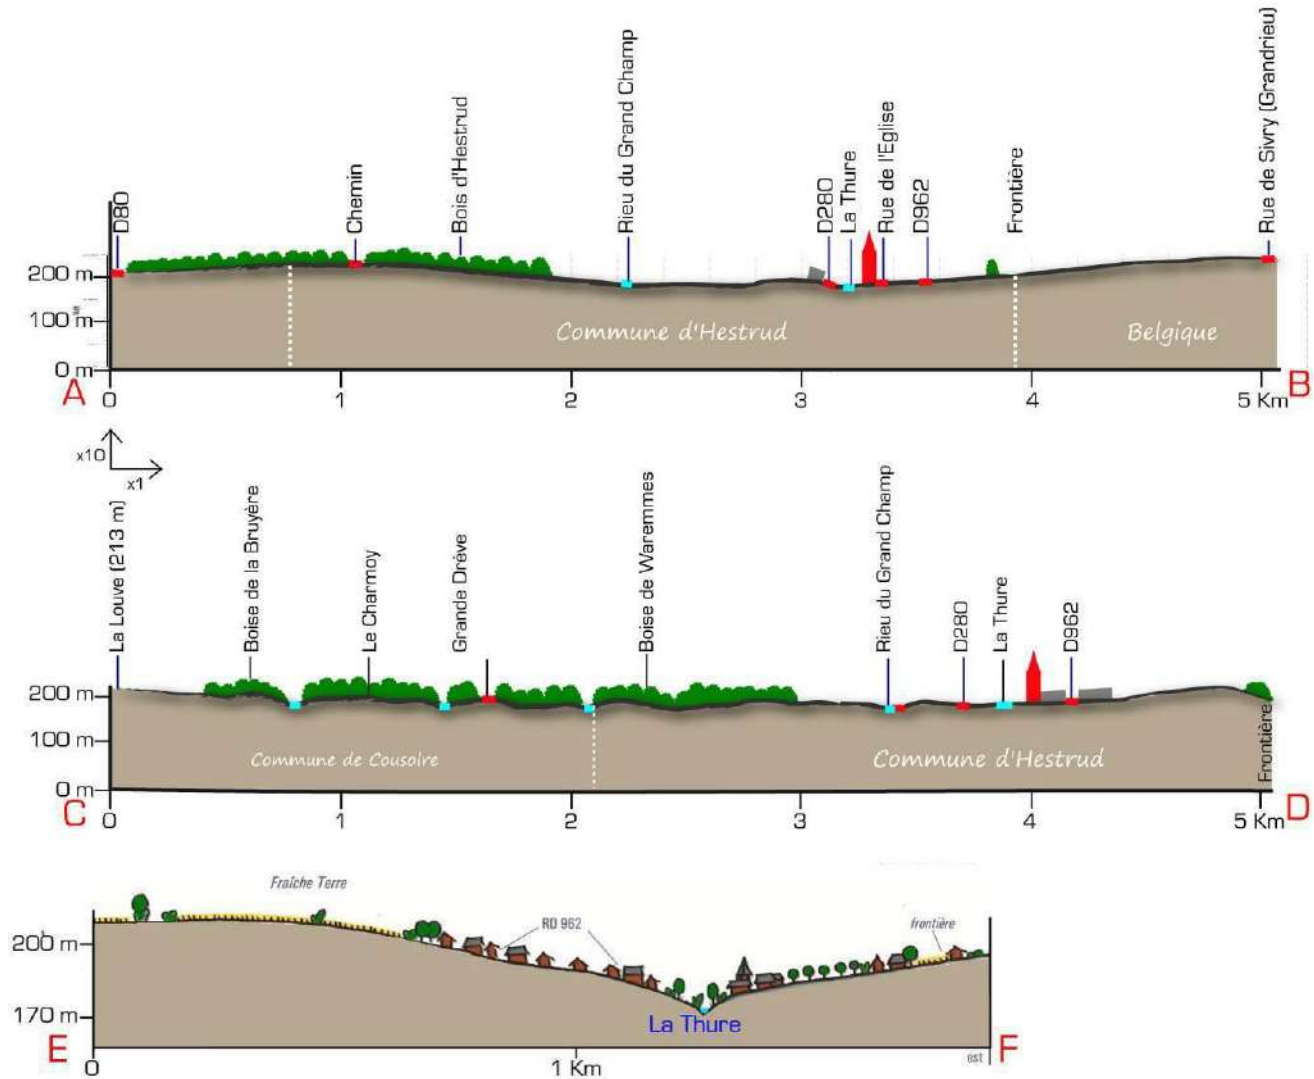 D80
Chemin
Bois d'Hestrud
Rieu du Grand Champ
D280
La Thure
Rue de l'Eglise
D962
Frontière
Rue de Sivry (Grandrieu)
200 m
100 m
0 m
Commune d'Hestrud
Belgique
A
B
0
1
2
3
4
5 Km
x10
x1
La Louve (213 m)
Boise de la Bruyère
Le Charmoy
Grande Drève
Boise de Waremmes
Rieu du Grand Champ
D280
La Thure
D962
200 m
100 m
0 m
Commune de Cousolre
Commune d'Hestrud
Frontière
C
D
0
1
2
3
4
5 Km
Fraîche Terre
RD 962
frontière
200 m
170 m
La Thure
E
F
est
0
1 Km